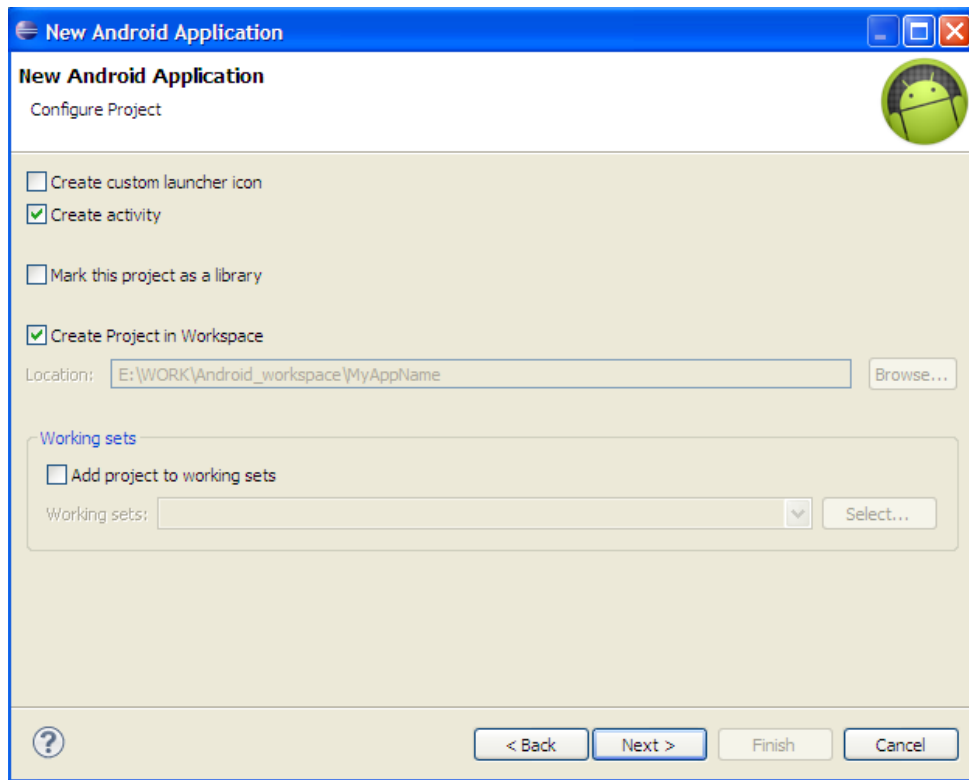 New Android Application
New Android Application
Configure Project
Create custom launcher icon
Create activity
Mark this project as a library
Create Project in Workspace
Location: E:\WORK\Android_workspace\MyAppName Browse...
Working sets
Add project to working sets
Working sets: Select...
? < Back Next > Finish Cancel